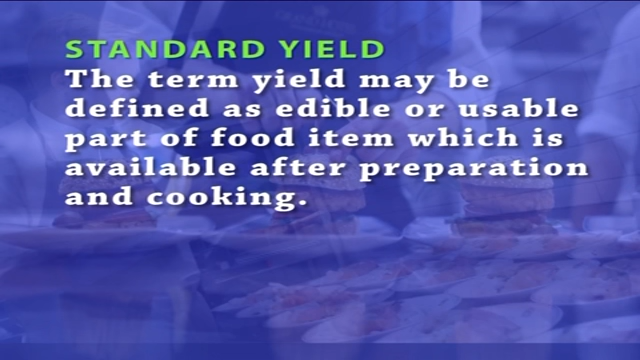 STANDARD YIELD
The term yield may be
defined as edible or usable
part of food item which is
available after preparation
and cooking.